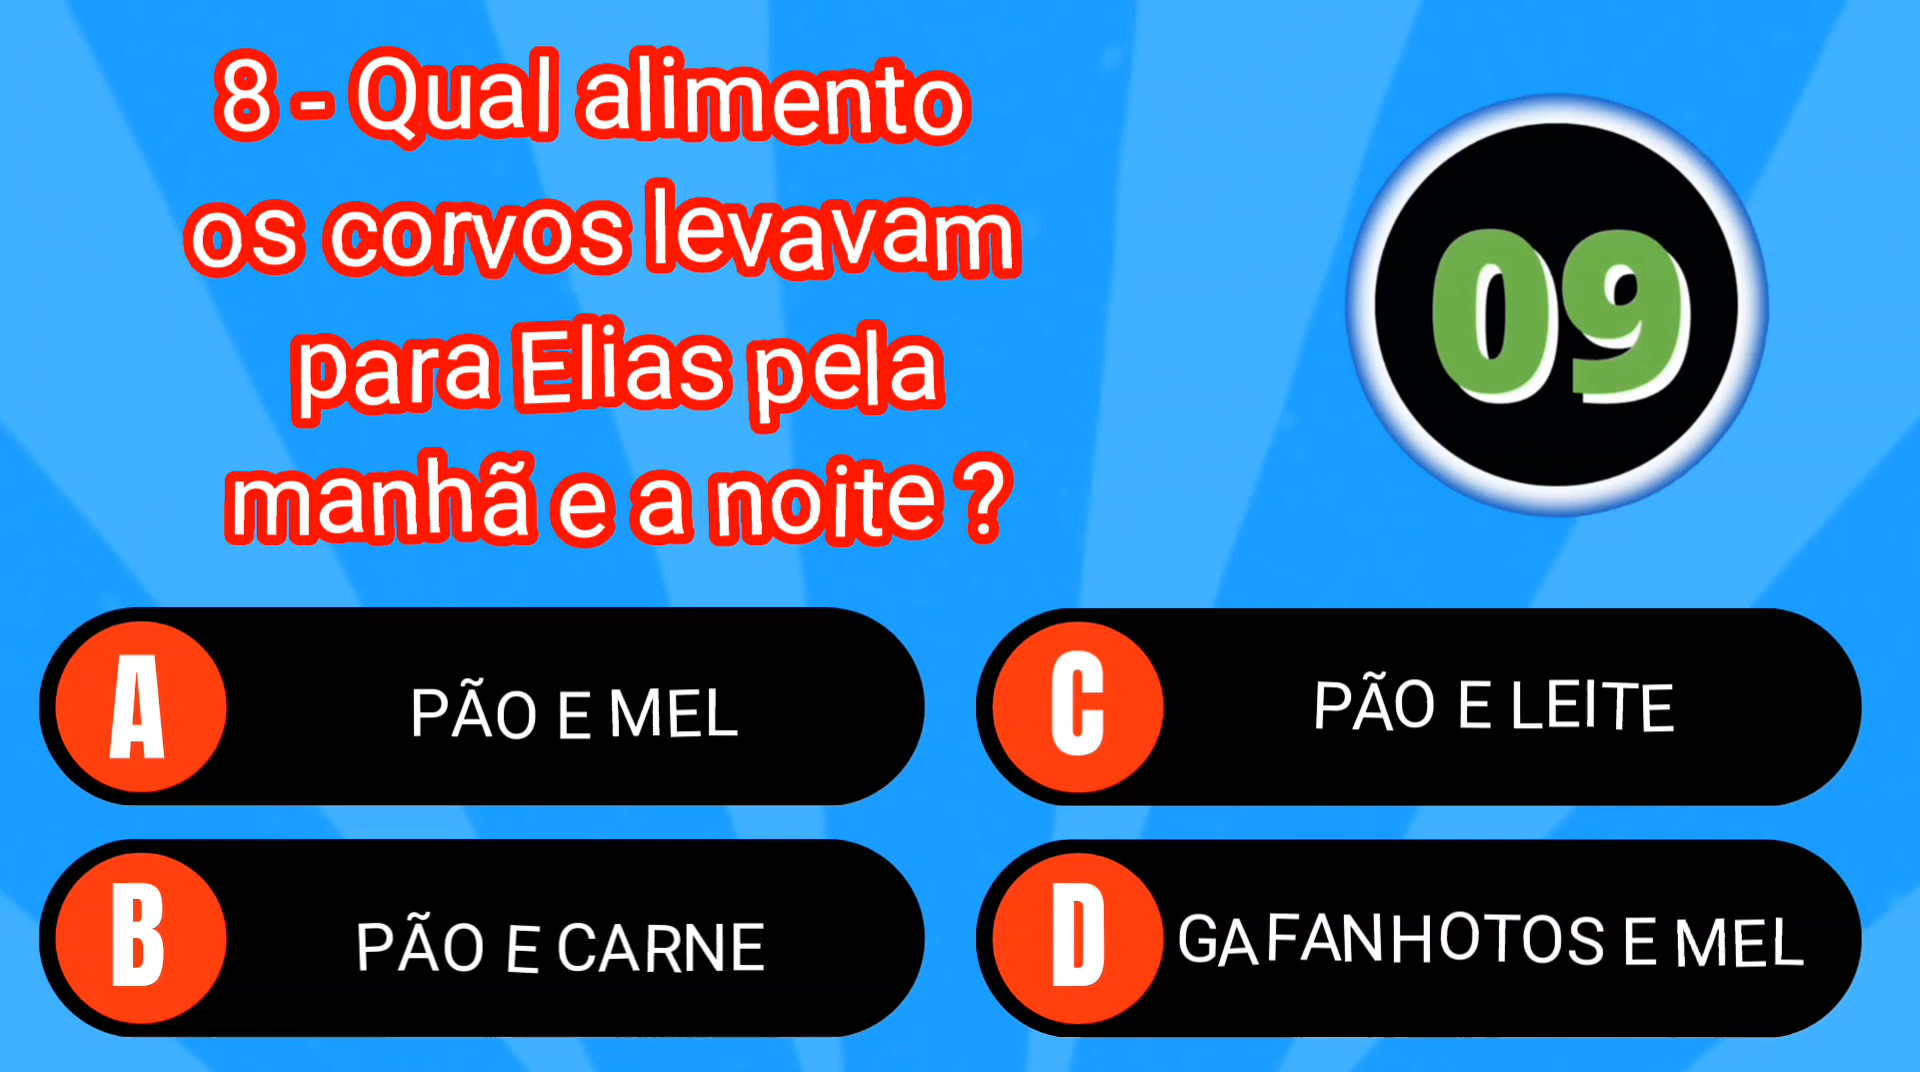 8 - Qual alimento
os corvos levavam
para Elias pela
manhã e a noite ?
09
A PÃO E MEL
C PÃO E LEITE
B PÃO E CARNE
D GAFANHOTOS E MEL